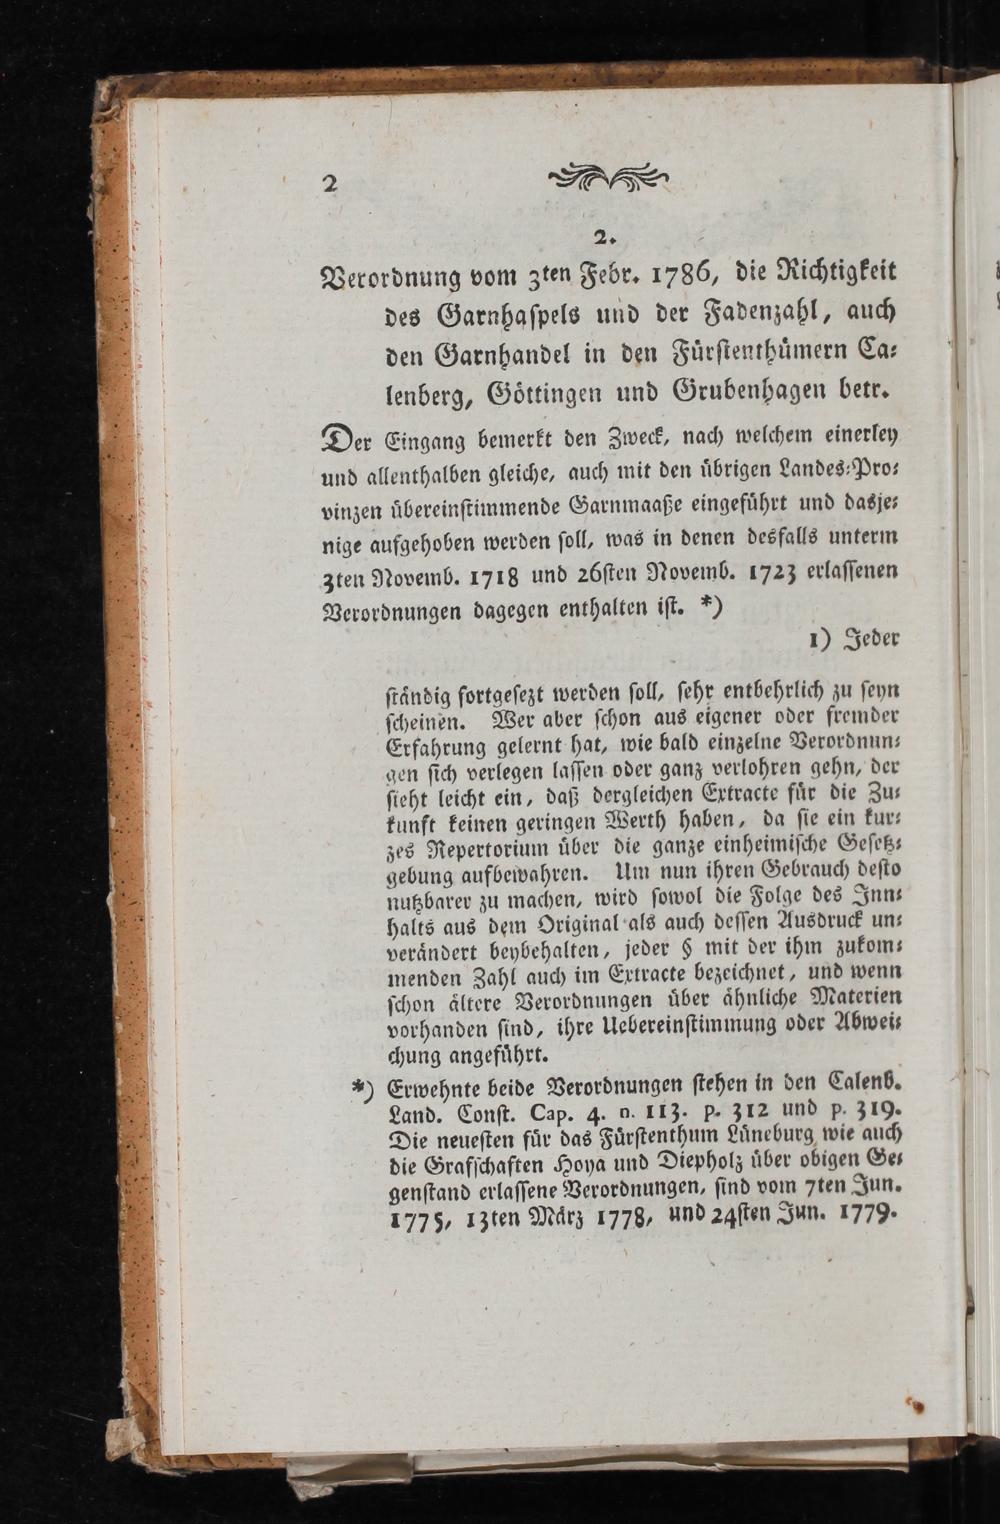 2
2.
Verordnung vom 3ten Febr. 1786, die Richtigkeit
des Garnhaspels und der Fadenzahl, auch
den Garnhandel in den Fürstenthümern Ca-
lenberg, Göttingen und Grubenhagen betr.
Der Eingang bemerkt den Zweck, nach welchem einerley
und allenthalben gleiche, auch mit den übrigen Landes-Pro-
vinzen übereinstimmende Garnmaaße eingeführt und dasje-
nige aufgehoben werden soll, was in denen desfalls unterm
3ten Novemb. 1718 und 26sten Novemb. 1723 erlassenen
Verordnungen dagegen enthalten ist. *)
1) Jeder
ständig fortgesezt werden soll, sehr entbehrlich zu seyn
scheinen. Wer aber schon aus eigener oder fremder
Erfahrung gelernt hat, wie bald einzelne Verordnun-
gen sich verlegen lassen oder ganz verlohren gehn, der
sieht leicht ein, daß dergleichen Extracte für die Zu-
kunft keinen geringen Werth haben, da sie ein kur-
zes Repertorium über die ganze einheimische Gesetz-
gebung aufbewahren. Um nun ihren Gebrauch desto
nutzbarer zu machen, wird sowol die Folge des Inn-
halts aus dem Original als auch dessen Ausdruck un-
verändert beybehalten, jeder § mit der ihm zukom-
menden Zahl auch im Extracte bezeichnet, und wenn
schon ältere Verordnungen über ähnliche Materien
vorhanden sind, ihre Uebereinstimmung oder Abwei-
chung angeführt.
*) Erwehnte beide Verordnungen stehen in den Calenb.
Land. Const. Cap. 4. n. 113. p. 312 und p. 319.
Die neuesten für das Fürstenthum Lüneburg wie auch
die Grafschaften Hoya und Diepholz über obigen Ge-
genstand erlassene Verordnungen, sind vom 7ten Jun.
1775, 13ten März 1778, und 24sten Jun. 1779.